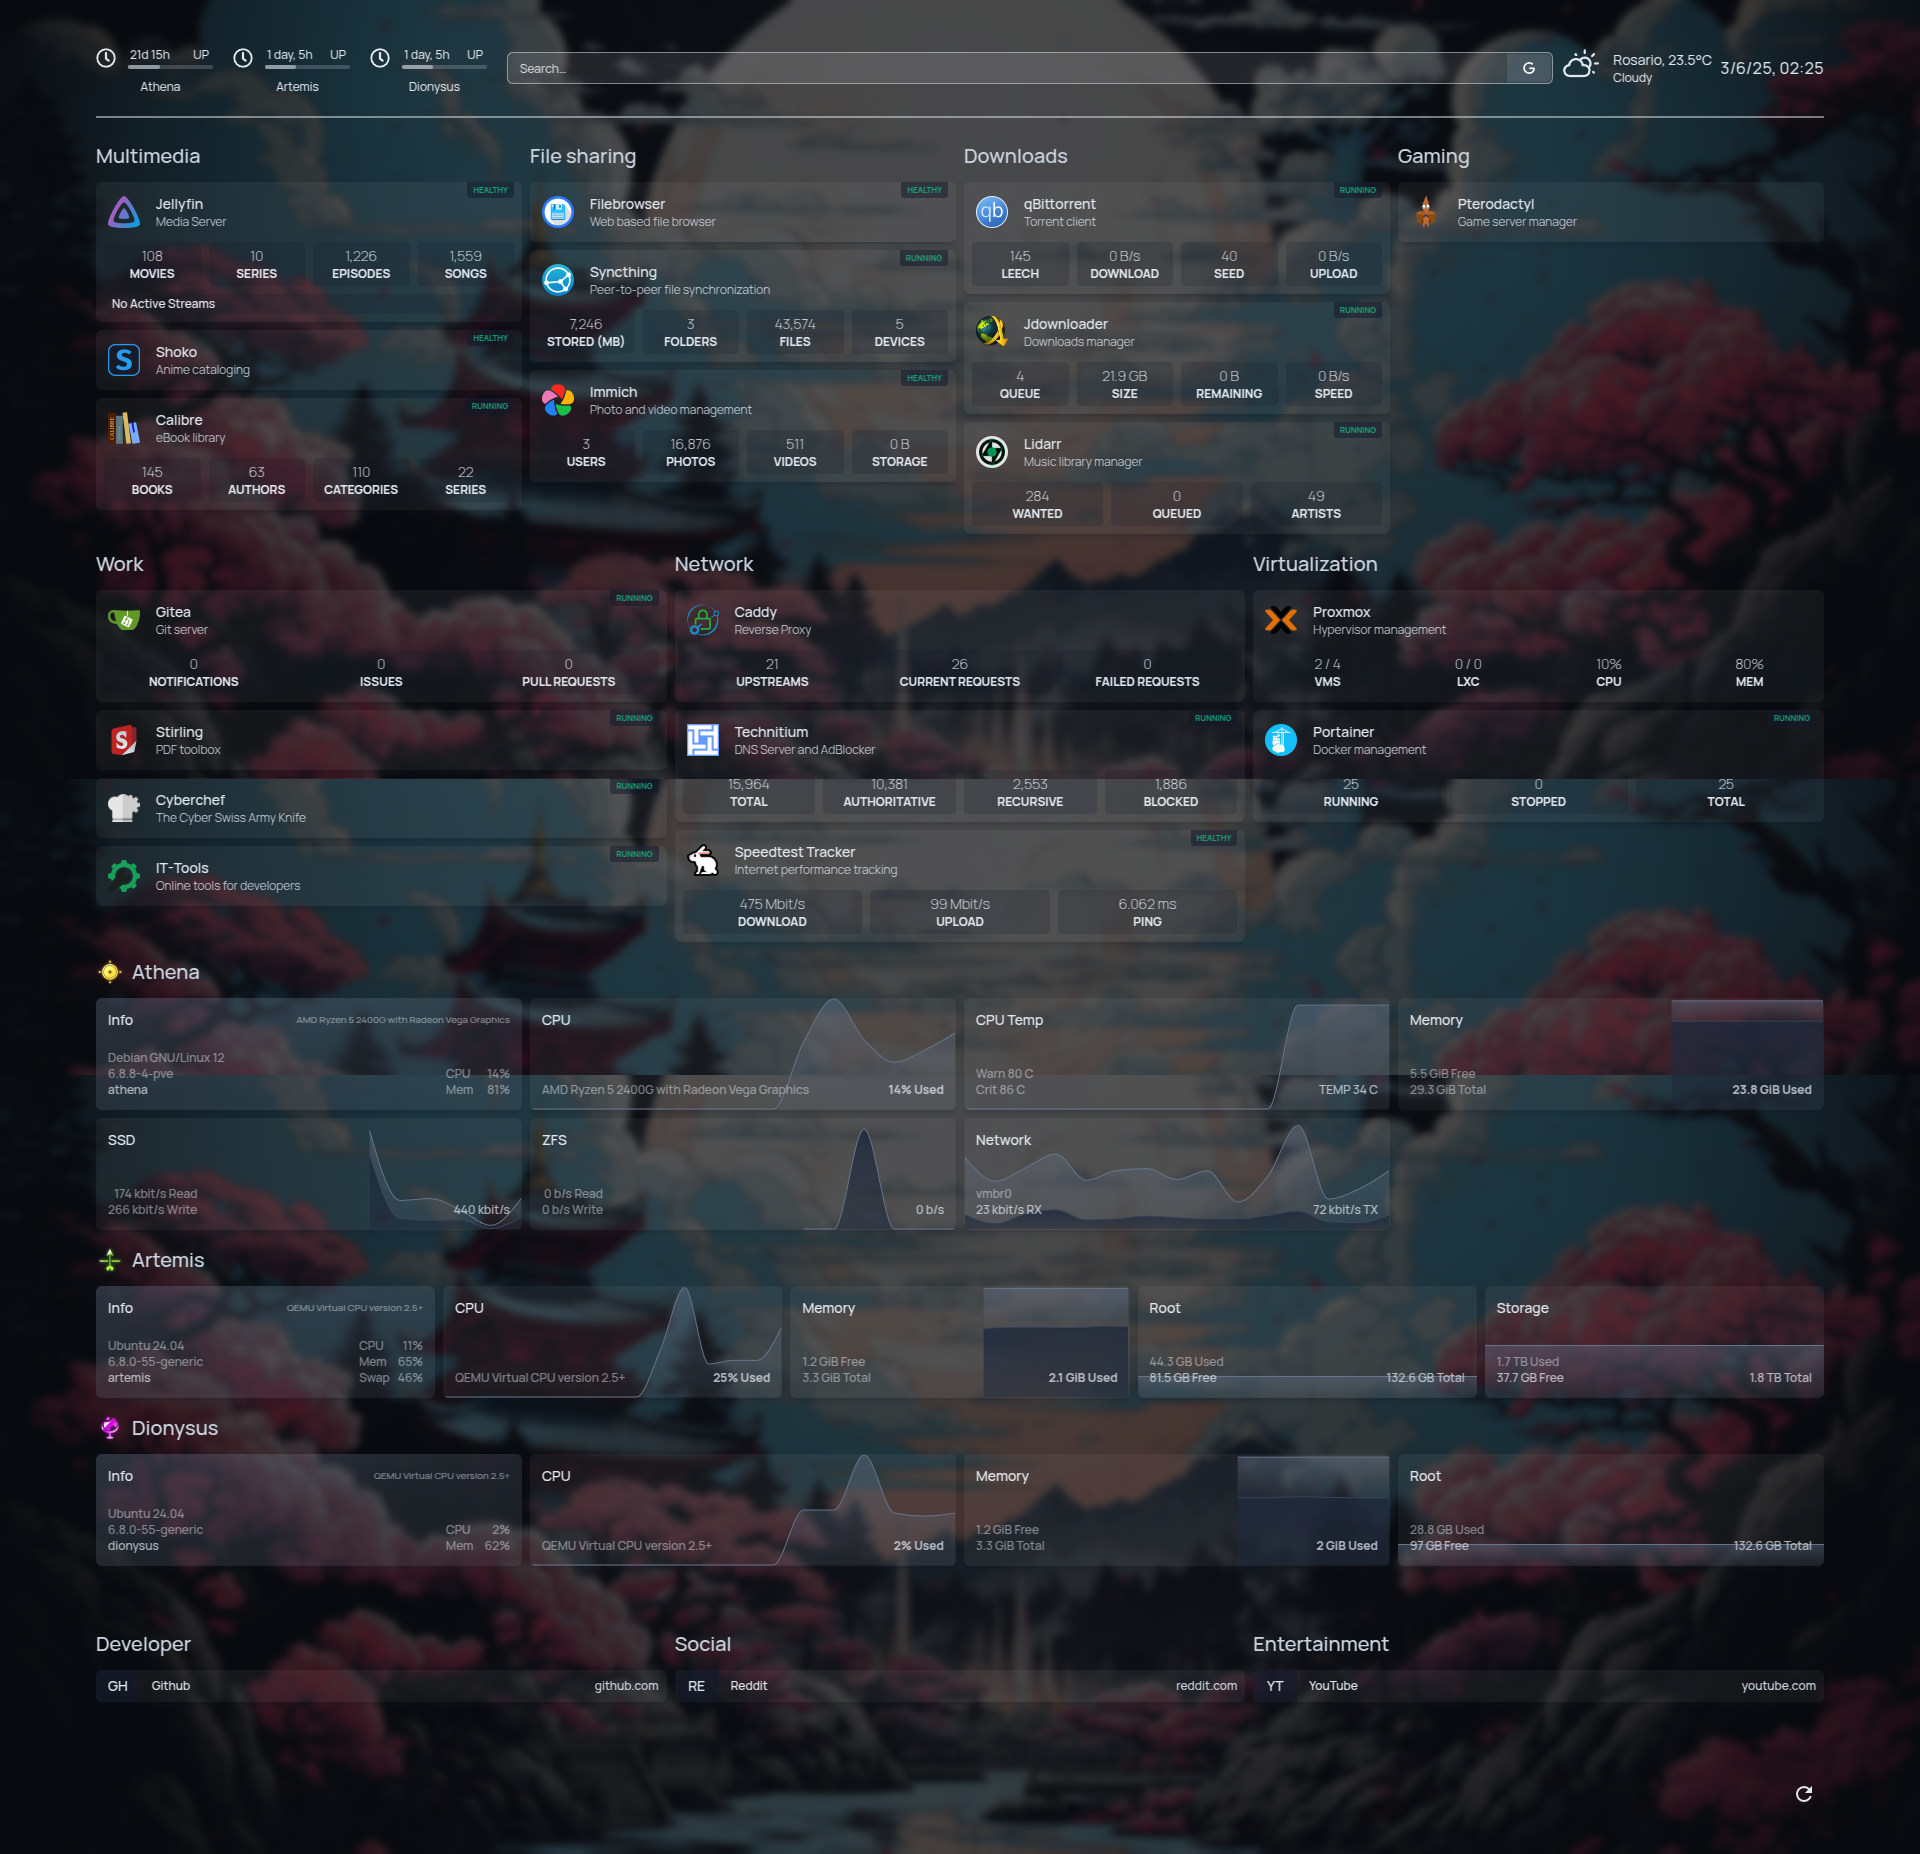 21d 15h UP
Athena
1 day, 5h UP
Artemis
1 day, 5h UP
Dionysus
Search...
G
Rosario, 23.5°C
Cloudy
3/6/25, 02:25
Multimedia
HEALTHY
Jellyfin
Media Server
108 10 1,226 1,559
MOVIES SERIES EPISODES SONGS
No Active Streams
HEALTHY
S
Shoko
Anime cataloging
RUNNING
CALIBRE
Calibre
eBook library
145 63 110 22
BOOKS AUTHORS CATEGORIES SERIES
File sharing
HEALTHY
Filebrowser
Web based file browser
RUNNING
Syncthing
Peer-to-peer file synchronization
7,246 3 43,574 5
STORED (MB) FOLDERS FILES DEVICES
HEALTHY
Immich
Photo and video management
3 16,876 511 0 B
USERS PHOTOS VIDEOS STORAGE
Downloads
RUNNING
qb
qBittorrent
Torrent client
145 0 B/s 40 0 B/s
LEECH DOWNLOAD SEED UPLOAD
RUNNING
Jdownloader
Downloads manager
4 21.9 GB 0 B 0 B/s
QUEUE SIZE REMAINING SPEED
RUNNING
Lidarr
Music library manager
284 0 49
WANTED QUEUED ARTISTS
Gaming
Pterodactyl
Game server manager
Work
RUNNING
Gitea
Git server
0 0 0
NOTIFICATIONS ISSUES PULL REQUESTS
RUNNING
S
Stirling
PDF toolbox
RUNNING
Cyberchef
The Cyber Swiss Army Knife
RUNNING
IT-Tools
Online tools for developers
Network
Caddy
Reverse Proxy
21 26 0
UPSTREAMS CURRENT REQUESTS FAILED REQUESTS
RUNNING
Technitium
DNS Server and AdBlocker
15,964 10,381 2,553 1,886
TOTAL AUTHORITATIVE RECURSIVE BLOCKED
HEALTHY
Speedtest Tracker
Internet performance tracking
475 Mbit/s 99 Mbit/s 6.062 ms
DOWNLOAD UPLOAD PING
Virtualization
Proxmox
Hypervisor management
2 / 4 0 / 0 10% 80%
VMS LXC CPU MEM
RUNNING
Portainer
Docker management
25 0 25
RUNNING STOPPED TOTAL
Athena
Info AMD Ryzen 5 2400G with Radeon Vega Graphics
Debian GNU/Linux 12
6.8.8-4-pve CPU 14%
athena Mem 81%
CPU
AMD Ryzen 5 2400G with Radeon Vega Graphics 14% Used
CPU Temp
Warn 80 C
Crit 86 C TEMP 34 C
Memory
5.5 GiB Free
29.3 GiB Total 23.8 GiB Used
SSD
174 kbit/s Read
266 kbit/s Write 440 kbit/s
ZFS
0 b/s Read
0 b/s Write 0 b/s
Network
vmbr0
23 kbit/s RX 72 kbit/s TX
Artemis
Info QEMU Virtual CPU version 2.5+
Ubuntu 24.04 CPU 11%
6.8.0-55-generic Mem 65%
artemis Swap 46%
CPU
QEMU Virtual CPU version 2.5+ 25% Used
Memory
1.2 GiB Free
3.3 GiB Total 2.1 GiB Used
Root
44.3 GB Used
81.5 GB Free 132.6 GB Total
Storage
1.7 TB Used
37.7 GB Free 1.8 TB Total
Dionysus
Info QEMU Virtual CPU version 2.5+
Ubuntu 24.04
6.8.0-55-generic CPU 2%
dionysus Mem 62%
CPU
QEMU Virtual CPU version 2.5+ 2% Used
Memory
1.2 GiB Free
3.3 GiB Total 2 GiB Used
Root
28.8 GB Used
97 GB Free 132.6 GB Total
Developer
GH Github github.com
Social
RE Reddit reddit.com
Entertainment
YT YouTube youtube.com